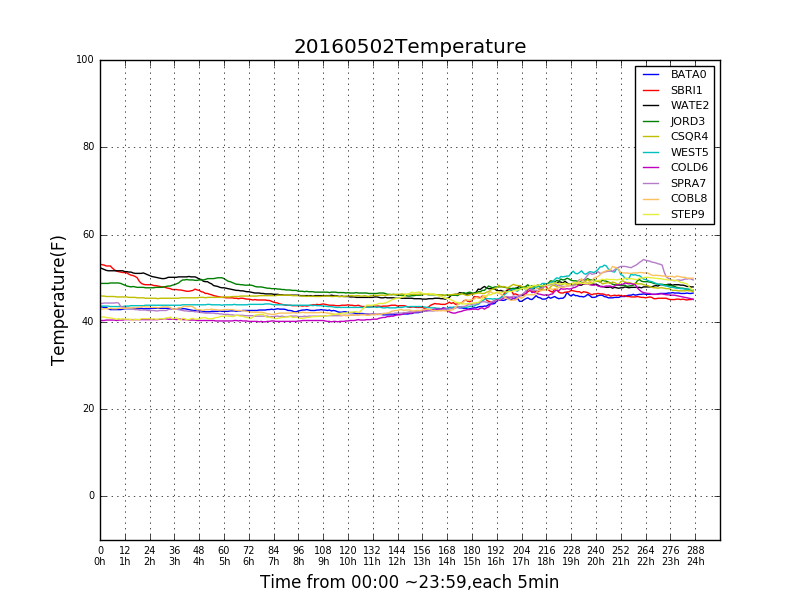 20160502Temperature
100
80
60
40
20
0
Temperature(F)
BATA0
SBRI1
WATE2
JORD3
CSQR4
WEST5
COLD6
SPRA7
COBL8
STEP9
0 12 24 36 48 60 72 84 96 108 120 132 144 156 168 180 192 204 216 228 240 252 264 276 288
0h 1h 2h 3h 4h 5h 6h 7h 8h 9h 10h 11h 12h 13h 14h 15h 16h 17h 18h 19h 20h 21h 22h 23h 24h
Time from 00:00 ~23:59,each 5min